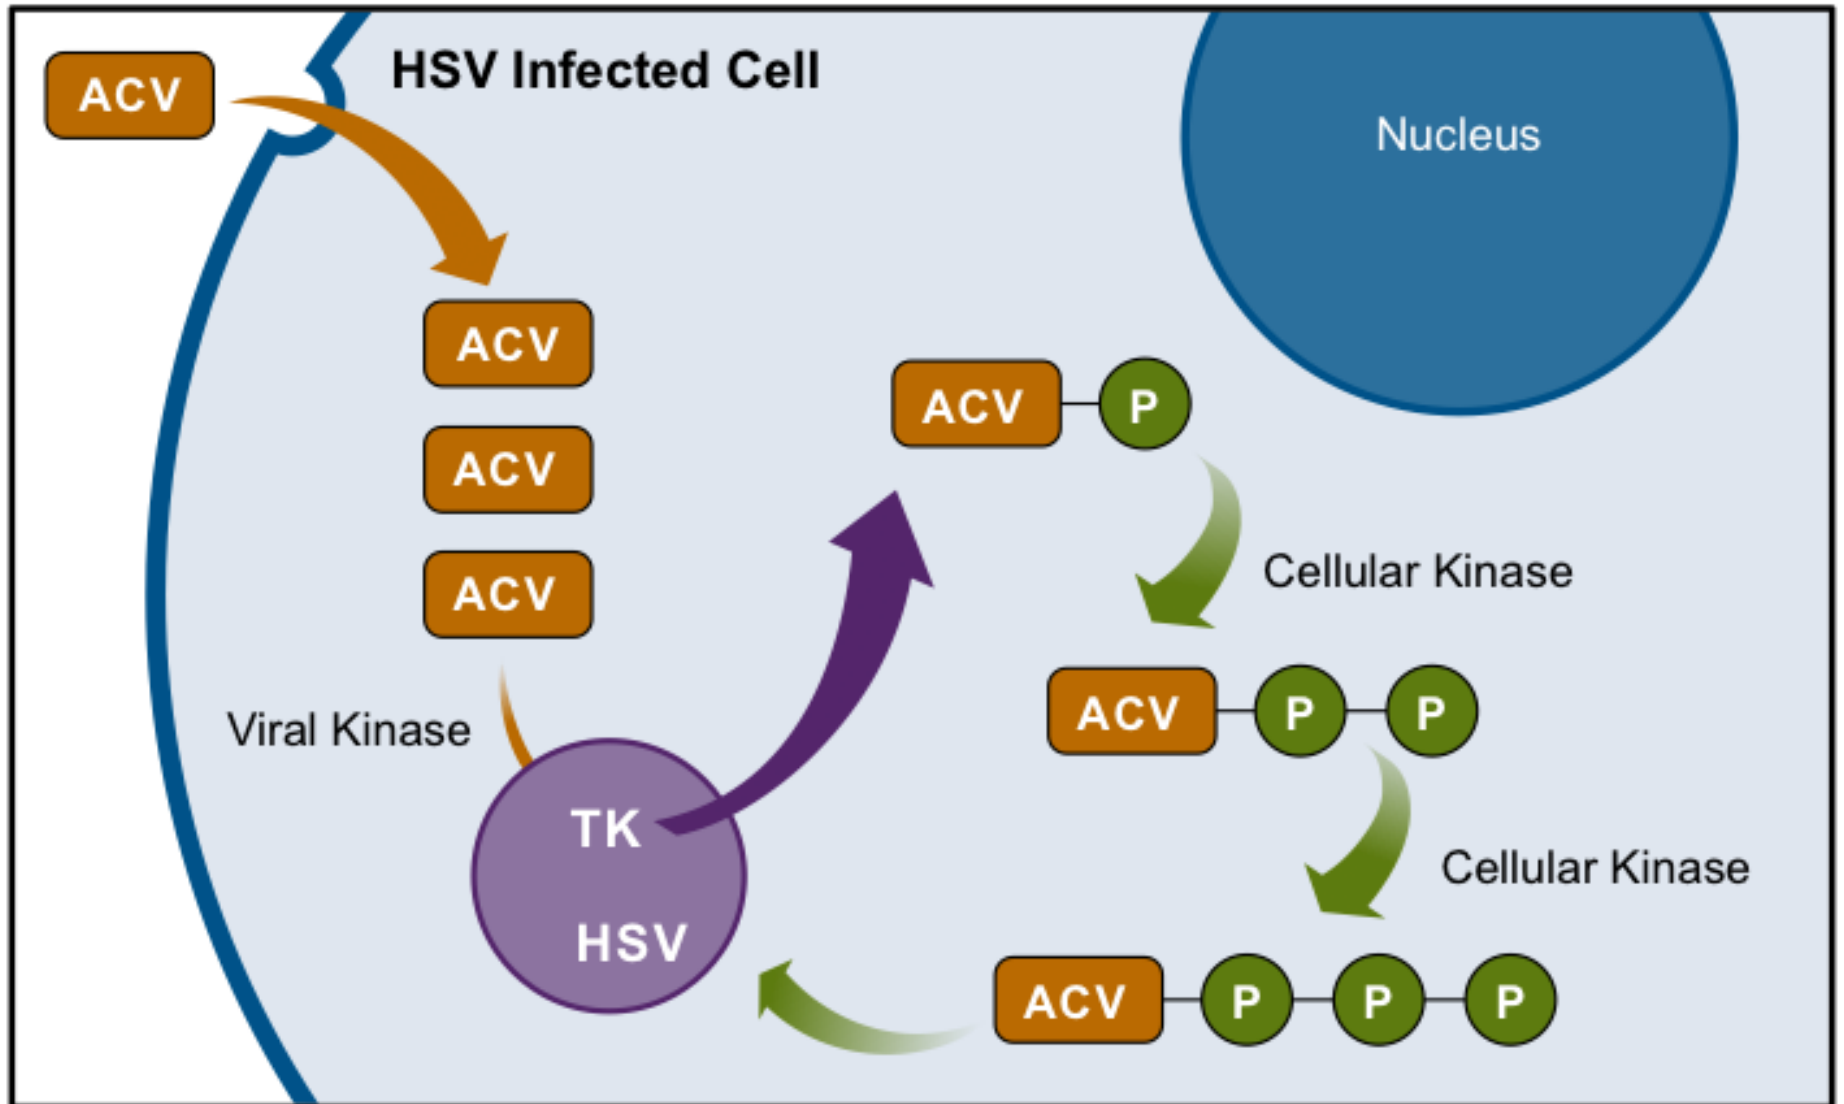 HSV Infected Cell
ACV
Nucleus
ACV
ACV
ACV
Viral Kinase
TK
HSV
ACV P
Cellular Kinase
ACV P P
Cellular Kinase
ACV P P P